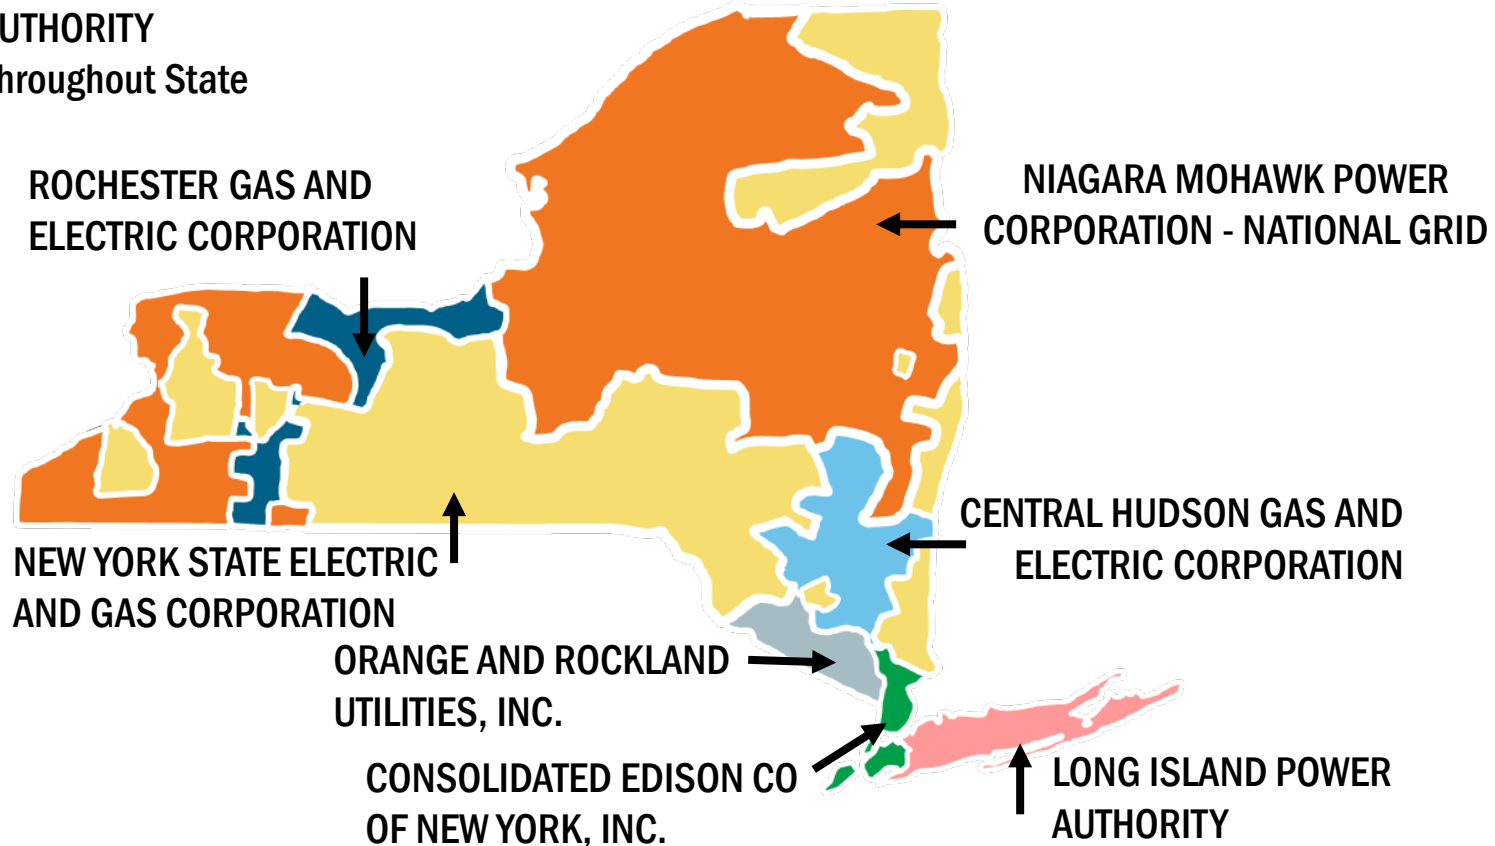 UTHORITY
hroughout State
ROCHESTER GAS AND
ELECTRIC CORPORATION
NIAGARA MOHAWK POWER
CORPORATION - NATIONAL GRID
NEW YORK STATE ELECTRIC
AND GAS CORPORATION
CENTRAL HUDSON GAS AND
ELECTRIC CORPORATION
ORANGE AND ROCKLAND
UTILITIES, INC.
CONSOLIDATED EDISON CO
OF NEW YORK, INC.
LONG ISLAND POWER
AUTHORITY